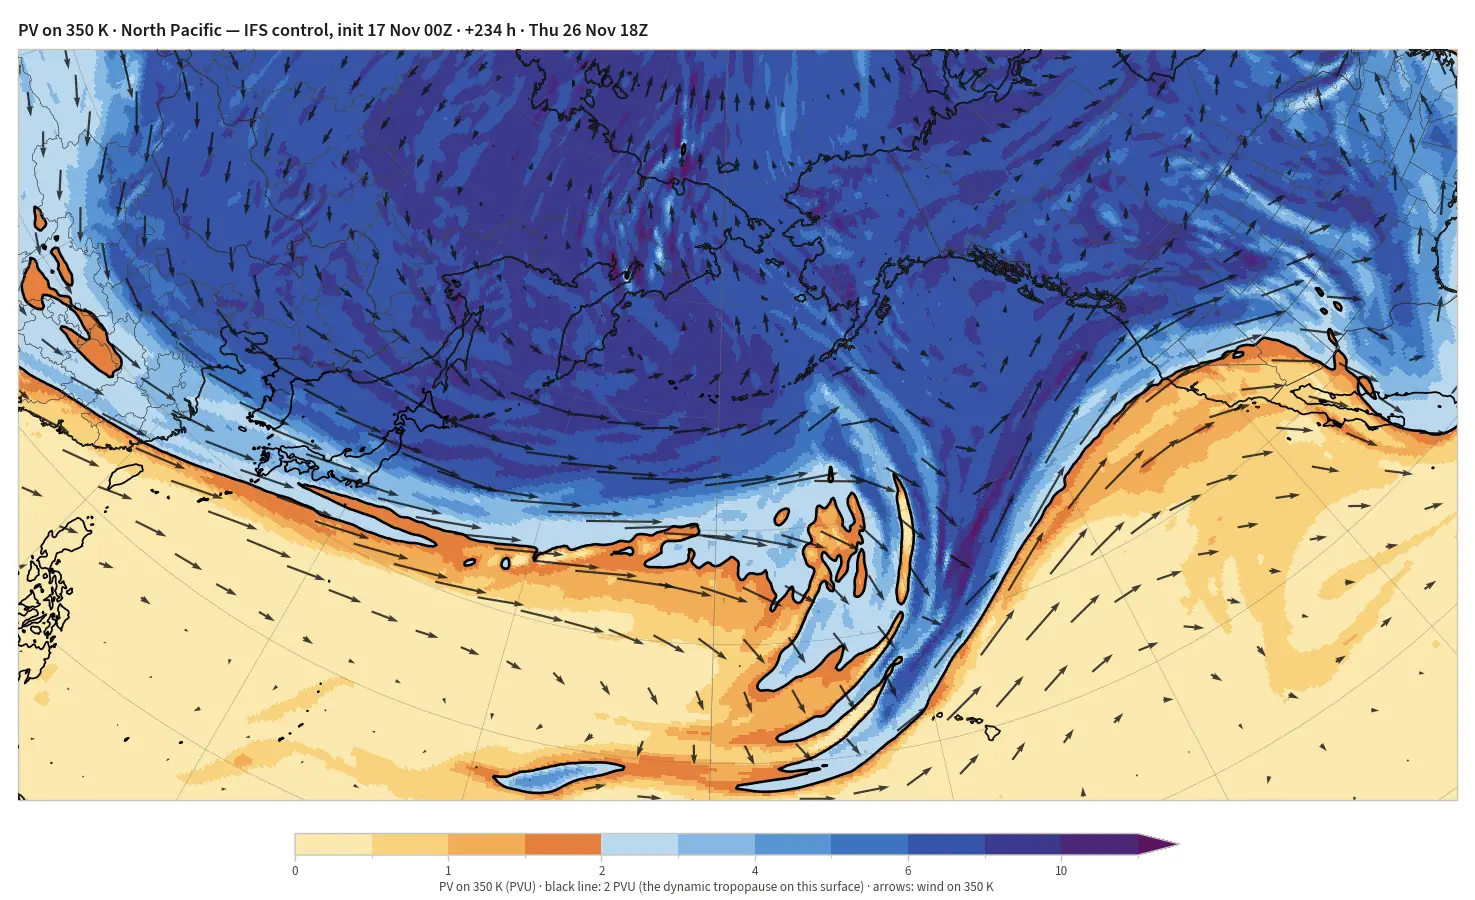 PV on 350 K · North Pacific — IFS control, init 17 Nov 00Z · +234 h · Thu 26 Nov 18Z
0 1 2 4 6 10
PV on 350 K (PVU) · black line: 2 PVU (the dynamic tropopause on this surface) · arrows: wind on 350 K